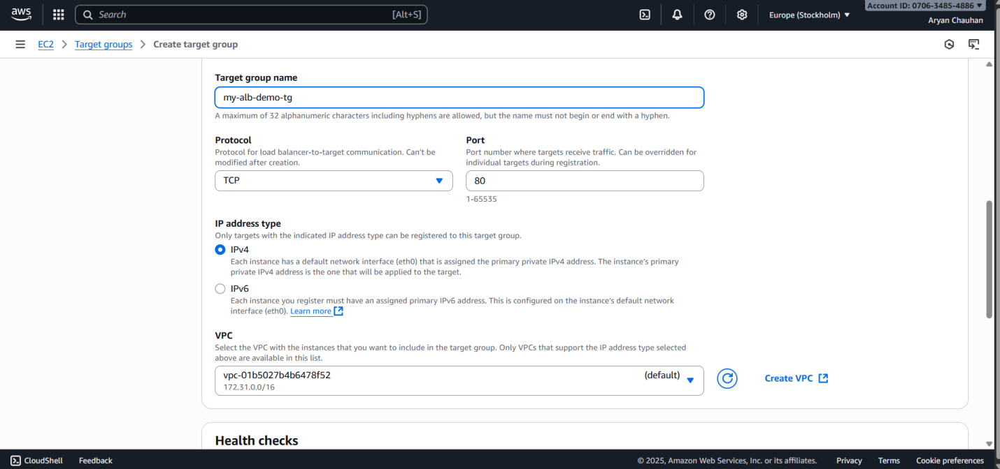 aws
Search [Alt+S]
Europe (Stockholm)
Account ID: 0706-3485-4886
Aryan Chauhan
EC2 > Target groups > Create target group
Target group name
my-alb-demo-tg
A maximum of 32 alphanumeric characters including hyphens are allowed, but the name must not begin or end with a hyphen.
Protocol
Protocol for load balancer-to-target communication. Can't be
modified after creation.
TCP
Port
Port number where targets receive traffic. Can be overridden for
individual targets during registration.
80
1-65535
IP address type
Only targets with the indicated IP address type can be registered to this target group.
IPv4
Each instance has a default network interface (eth0) that is assigned the primary private IPv4 address. The instance's primary
private IPv4 address is the one that will be applied to the target.
IPv6
Each instance you register must have an assigned primary IPv6 address. This is configured on the instance's default network
interface (eth0). Learn more
VPC
Select the VPC with the instances that you want to include in the target group. Only VPCs that support the IP address type selected
above are available in this list.
vpc-01b5027b4b6478f52 (default)
172.31.0.0/16
Create VPC
Health checks
CloudShell Feedback © 2025, Amazon Web Services, Inc. or its affiliates. Privacy Terms Cookie preferences